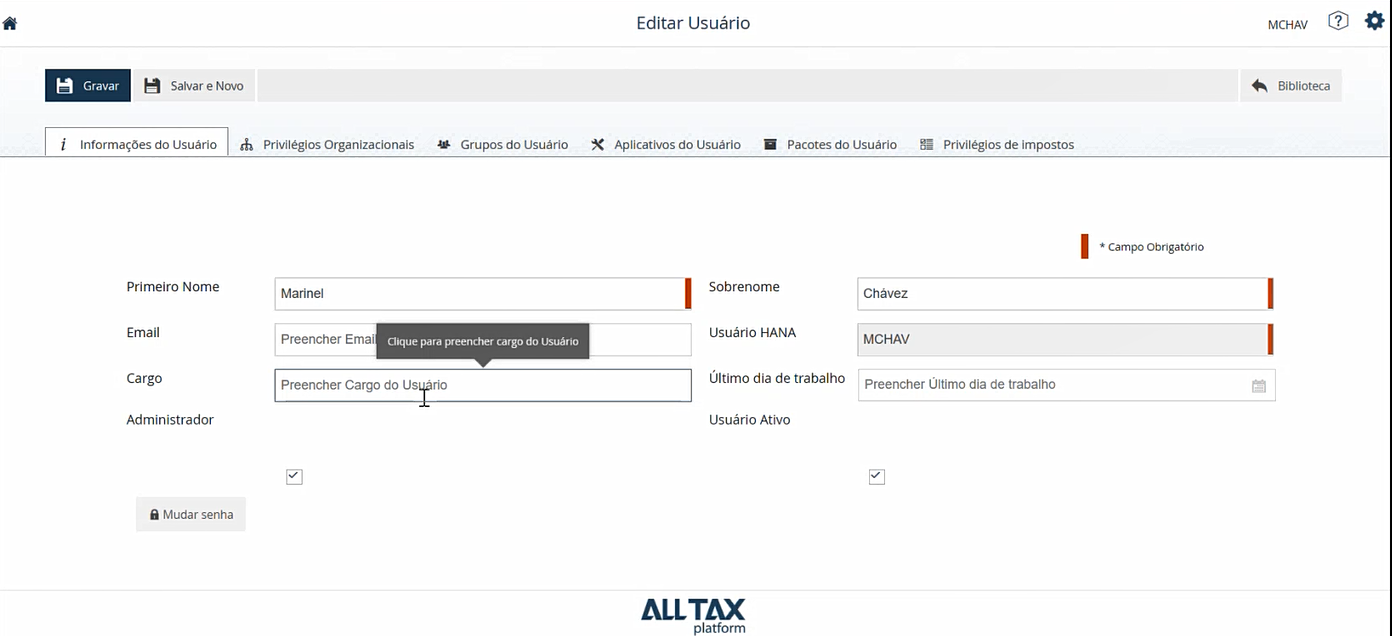 Editar Usuário
MCHAV
Gravar
Salvar e Novo
Biblioteca
i Informações do Usuário
Privilégios Organizacionais
Grupos do Usuário
Aplicativos do Usuário
Pacotes do Usuário
Privilégios de impostos
* Campo Obrigatório
Primeiro Nome
Marinel
Sobrenome
Chávez
Email
Preencher Email
Clique para preencher cargo do Usuário
Usuário HANA
MCHAV
Cargo
Preencher Cargo do Usuário
Último dia de trabalho
Preencher Último dia de trabalho
Administrador
Usuário Ativo
Mudar senha
ALL TAX
platform